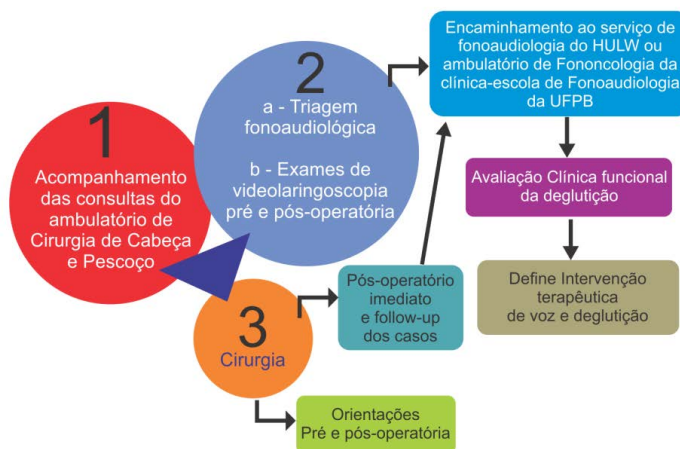 1
Acompanhamento
das consultas do
ambulatório de
Cirurgia de Cabeça
e Pescoço
2
a - Triagem
fonoaudiológica
b - Exames de
videolaringoscopia
pré e pós-operatória
3
Cirurgia
Encaminhamento ao serviço de
fonoaudiologia do HULW ou
ambulatório de Fononcologia da
clínica-escola de Fonoaudiologia
da UFPB
Avaliação Clínica funcional
da deglutição
Define Intervenção
terapêutica
de voz e deglutição
Pós-operatório
imediato
e follow-up
dos casos
Orientações
Pré e pós-operatória